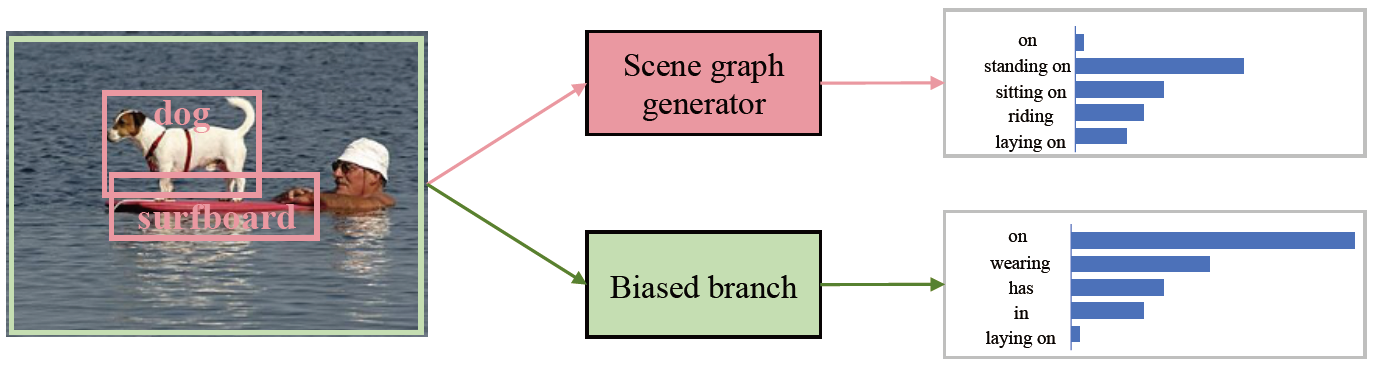 dog
surfboard
Scene graph
generator
on
standing on
sitting on
riding
laying on
Biased branch
on
wearing
has
in
laying on